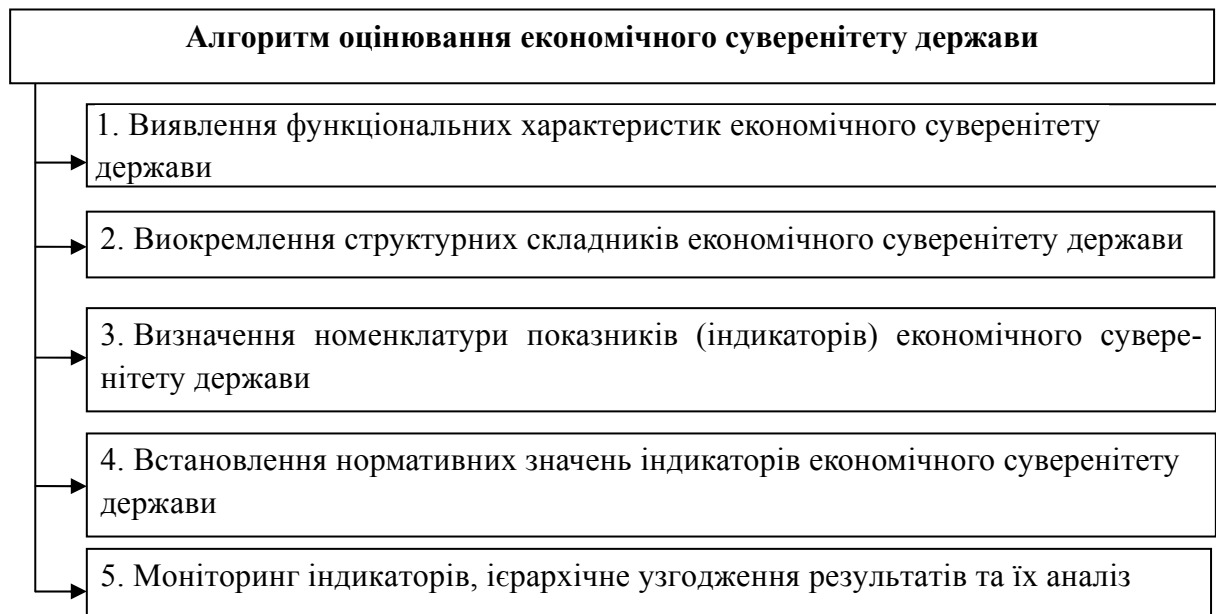 Алгоритм оцінювання економічного суверенітету держави
1. Виявлення функціональних характеристик економічного суверенітету
держави
2. Виокремлення структурних складників економічного суверенітету держави
3. Визначення номенклатури показників (індикаторів) економічного сувере-
нітету держави
4. Встановлення нормативних значень індикаторів економічного суверенітету
держави
5. Моніторинг індикаторів, ієрархічне узгодження результатів та їх аналіз